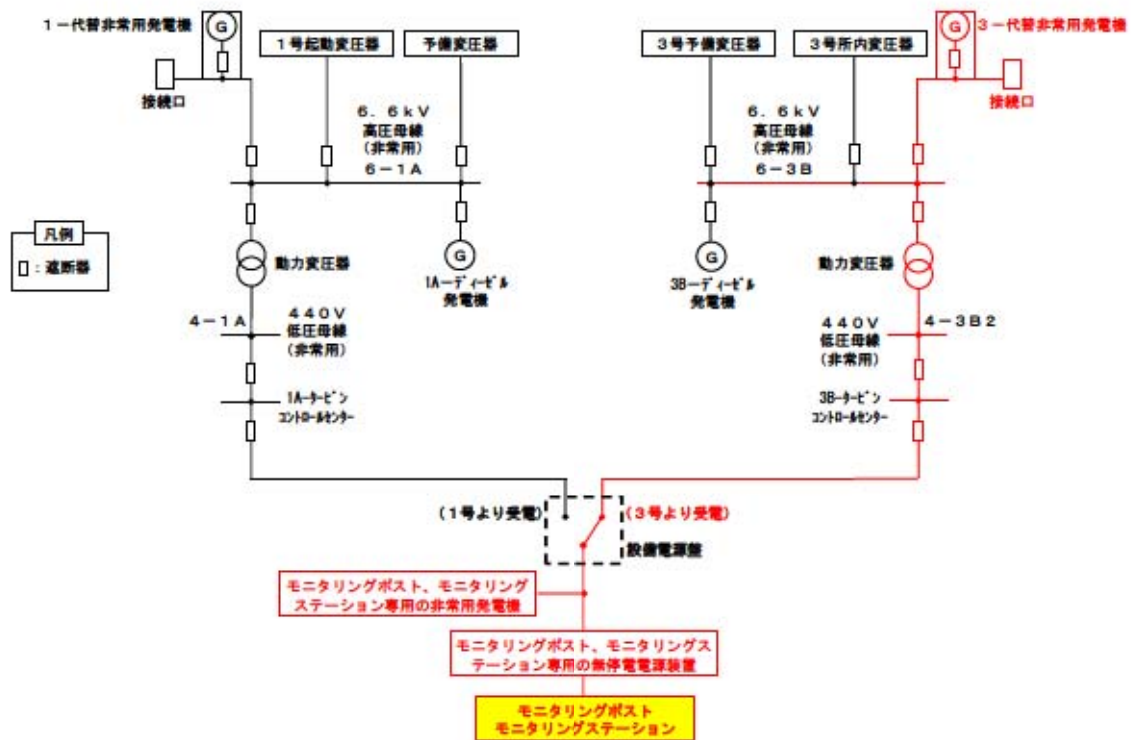 1－代替非常用発電機
G
接続口
1号起動変圧器
予備変圧器
6．6kV
高圧母線
(非常用)
6－1A
3号予備変圧器
3号所内変圧器
6．6kV
高圧母線
(非常用)
6－3B
G
3－代替非常用発電機
接続口
凡例
：遮断器
動力変圧器
G
1Aーディーゼル
発電機
G
3Bーディーゼル
発電機
動力変圧器
4－1A
440V
低圧母線
(非常用)
1Aータービン
コントロールセンター
440V
低圧母線
(非常用)
4－3B2
3Bータービン
コントロールセンター
(1号より受電)
(3号より受電)
設備電源盤
モニタリングポスト、モニタリング
ステーション専用の非常用発電機
モニタリングポスト、モニタリングス
テーション専用の無停電電源装置
モニタリングポスト
モニタリングステーション